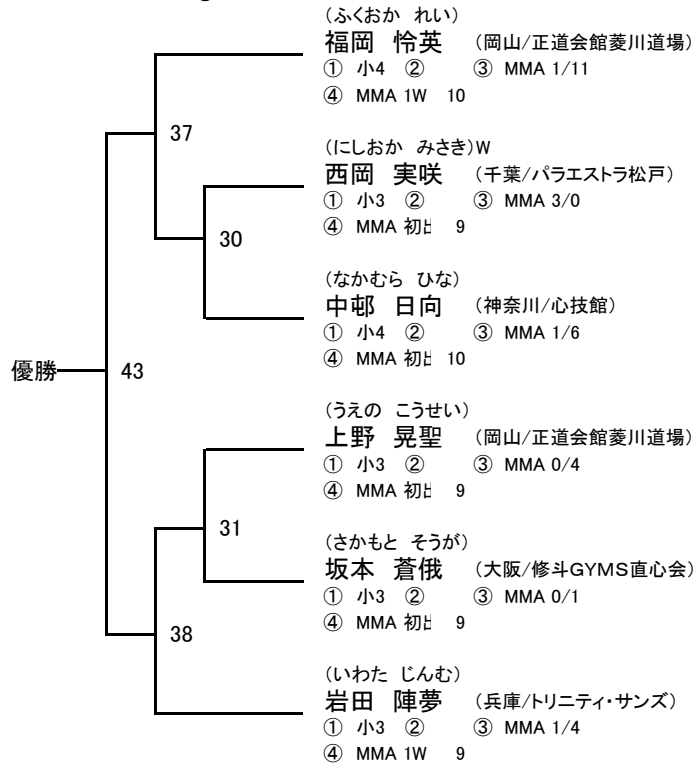 (ふくおか れい)
福岡 怜英 (岡山/正道会館菱川道場)
① 小4 ② ③ MMA 1/11
④ MMA 1W 10
37
(にしおか みさき)W
西岡 実咲 (千葉/パラエストラ松戸)
① 小3 ② ③ MMA 3/0
④ MMA 初出 9
30
(なかむら ひな)
中邨 日向 (神奈川/心技館)
① 小4 ② ③ MMA 1/6
④ MMA 初出 10
優勝
43
(うえの こうせい)
上野 晃聖 (岡山/正道会館菱川道場)
① 小3 ② ③ MMA 0/4
④ MMA 初出 9
31
(さかもと そうが)
坂本 蒼俄 (大阪/修斗GYMS直心会)
① 小3 ② ③ MMA 0/1
④ MMA 初出 9
38
(いわた じんむ)
岩田 陣夢 (兵庫/トリニティ・サンズ)
① 小3 ② ③ MMA 1/4
④ MMA 1W 9